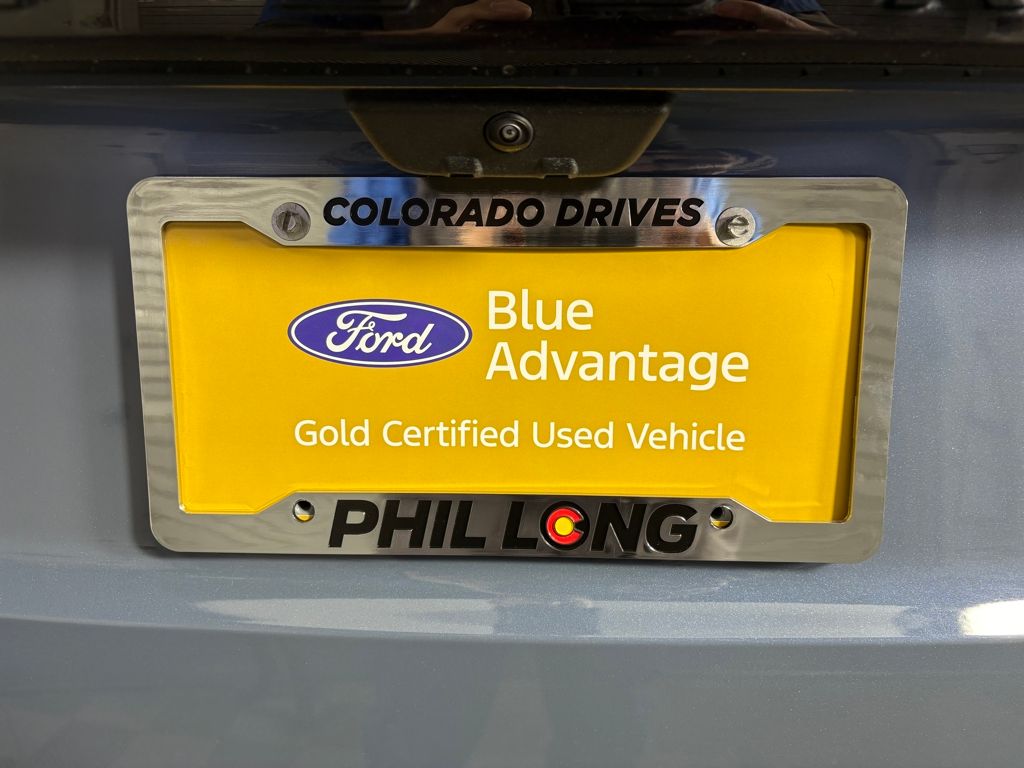 COLORADO DRIVES
Ford
Blue
Advantage
Gold Certified Used Vehicle
PHIL LONG